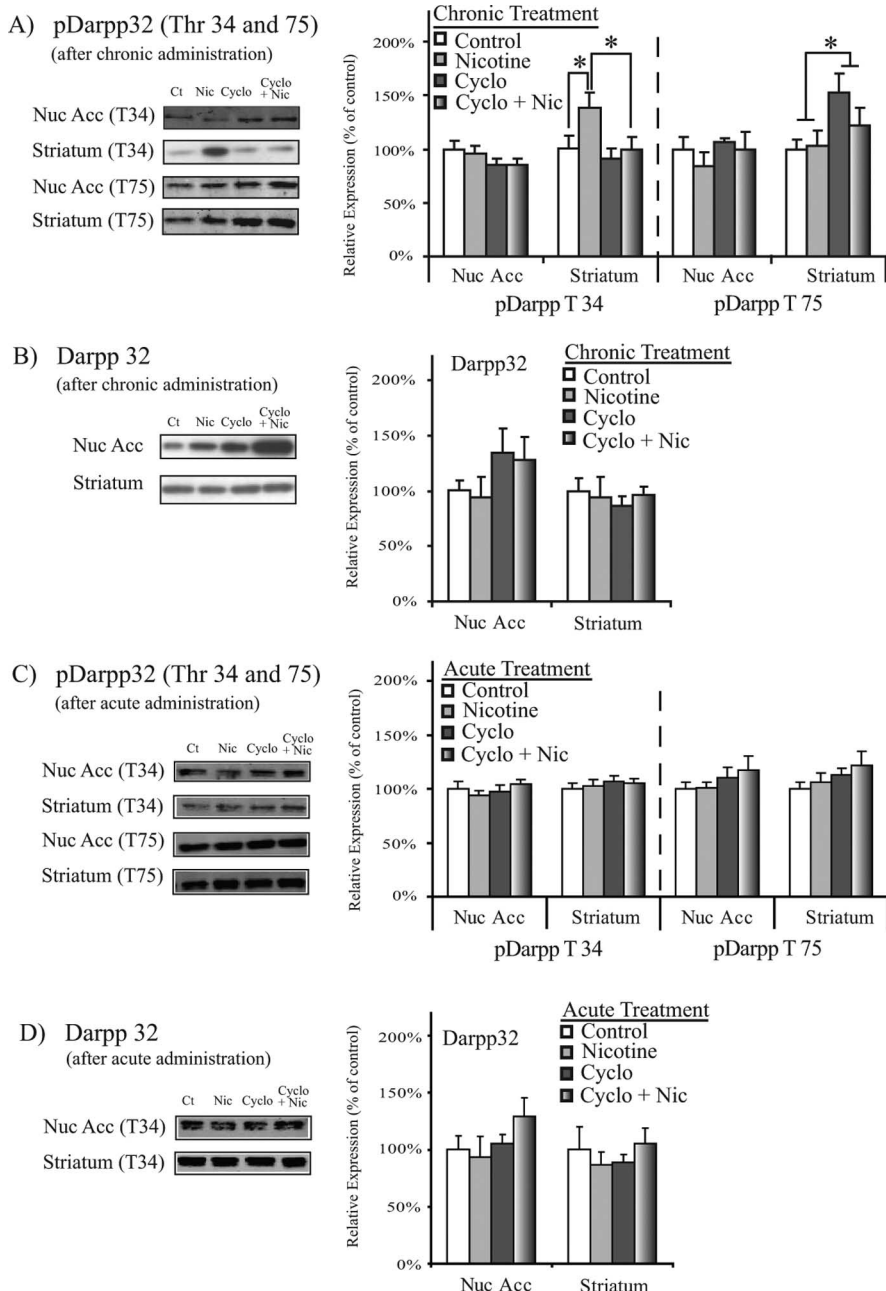 A) pDarpp32 (Thr 34 and 75)
(after chronic administration)
Ct Nic Cyclo Cyclo + Nic
Nuc Acc (T34)
Striatum (T34)
Nuc Acc (T75)
Striatum (T75)
Relative Expression (% of control)
200%
150%
100%
50%
0%
Chronic Treatment
Control
Nicotine
Cyclo
Cyclo + Nic
* * *
Nuc Acc Striatum Nuc Acc Striatum
pDarpp T 34 pDarpp T 75
B) Darpp 32
(after chronic administration)
Ct Nic Cyclo Cyclo + Nic
Nuc Acc
Striatum
Relative Expression (% of control)
200%
150%
100%
50%
0%
Darpp32
Chronic Treatment
Control
Nicotine
Cyclo
Cyclo + Nic
Nuc Acc Striatum
C) pDarpp32 (Thr 34 and 75)
(after acute administration)
Ct Nic Cyclo Cyclo + Nic
Nuc Acc (T34)
Striatum (T34)
Nuc Acc (T75)
Striatum (T75)
Relative Expression (% of control)
200%
150%
100%
50%
0%
Acute Treatment
Control
Nicotine
Cyclo
Cyclo + Nic
Nuc Acc Striatum Nuc Acc Striatum
pDarpp T 34 pDarpp T 75
D) Darpp 32
(after acute administration)
Ct Nic Cyclo Cyclo + Nic
Nuc Acc (T34)
Striatum (T34)
Relative Expression (% of control)
200%
150%
100%
50%
0%
Darpp32
Acute Treatment
Control
Nicotine
Cyclo
Cyclo + Nic
Nuc Acc Striatum